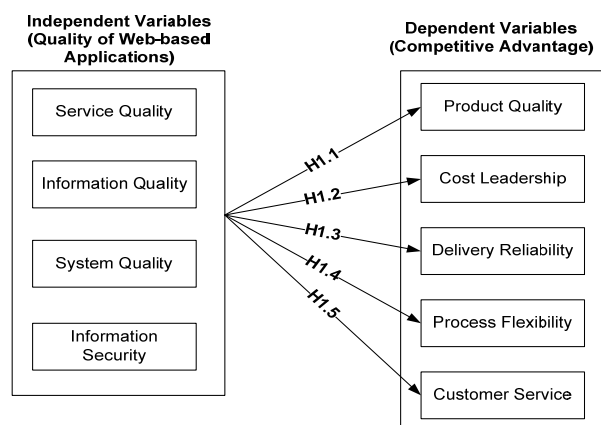 Independent Variables
(Quality of Web-based
Applications)
Service Quality
Information Quality
System Quality
Information
Security
H1.1
H1.2
H1.3
H1.4
H1.5
Dependent Variables
(Competitive Advantage)
Product Quality
Cost Leadership
Delivery Reliability
Process Flexibility
Customer Service